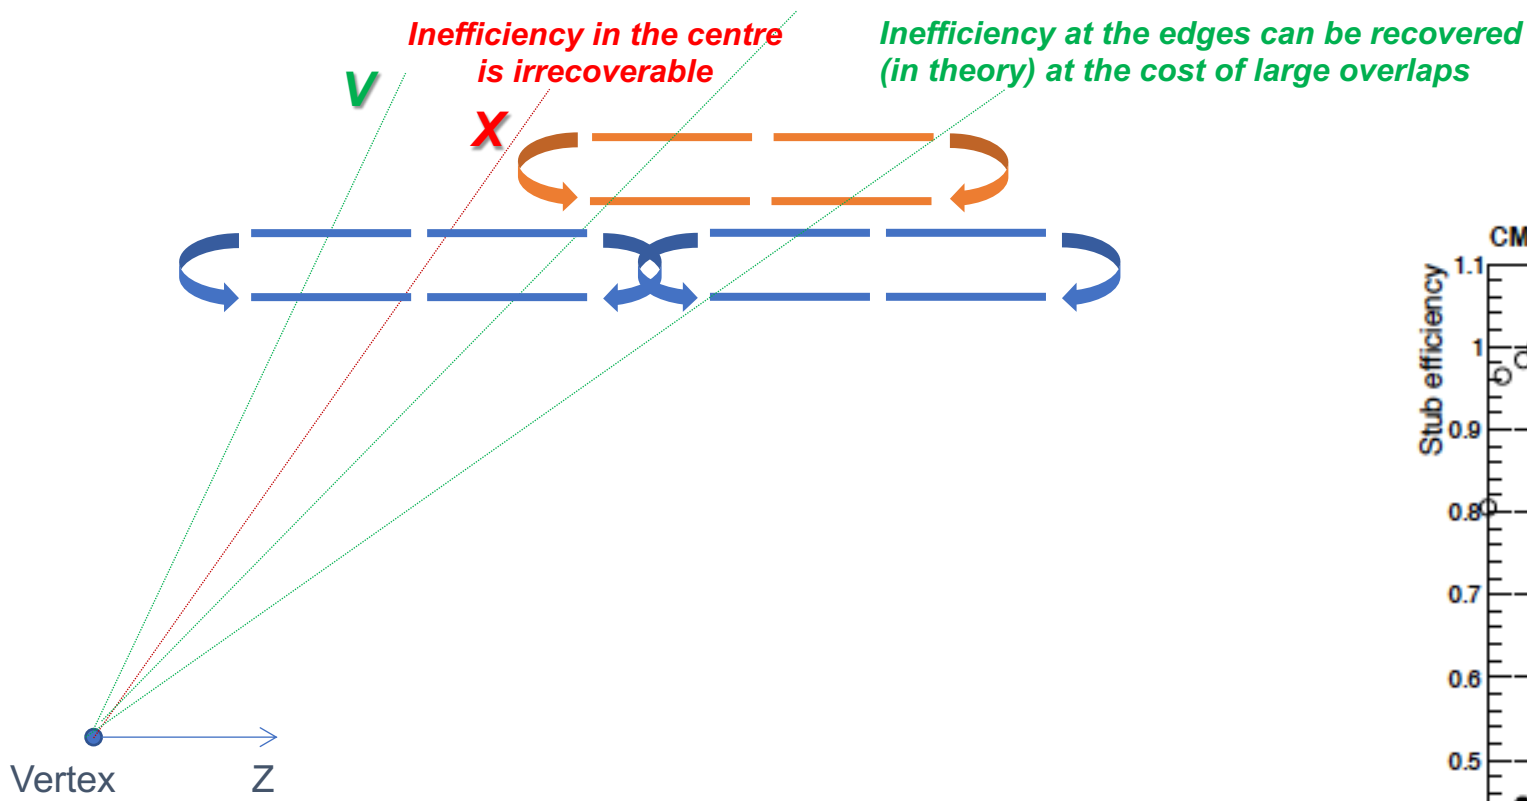 Inefficiency in the centre
is irrecoverable
Inefficiency at the edges can be recovered
(in theory) at the cost of large overlaps
V
X
CM
1.1
Stub efficiency
1
0.9
0.8
0.7
0.6
0.5
Vertex
Z